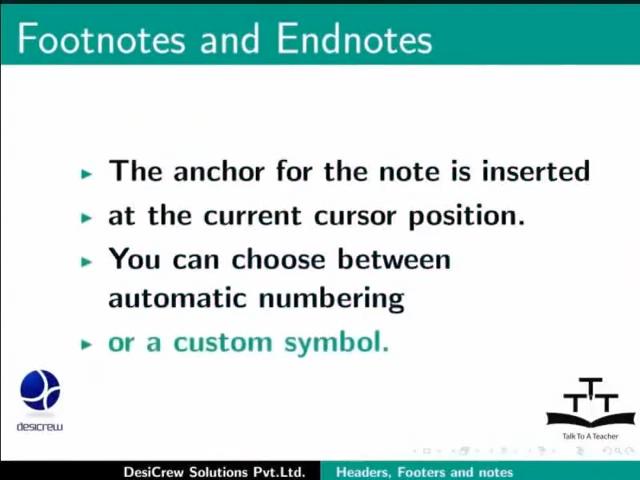 Footnotes and Endnotes
The anchor for the note is inserted
at the current cursor position.
You can choose between
automatic numbering
or a custom symbol.
desicrew
TTT
Talk To A Teacher
DesiCrew Solutions Pvt.Ltd. Headers, Footers and notes